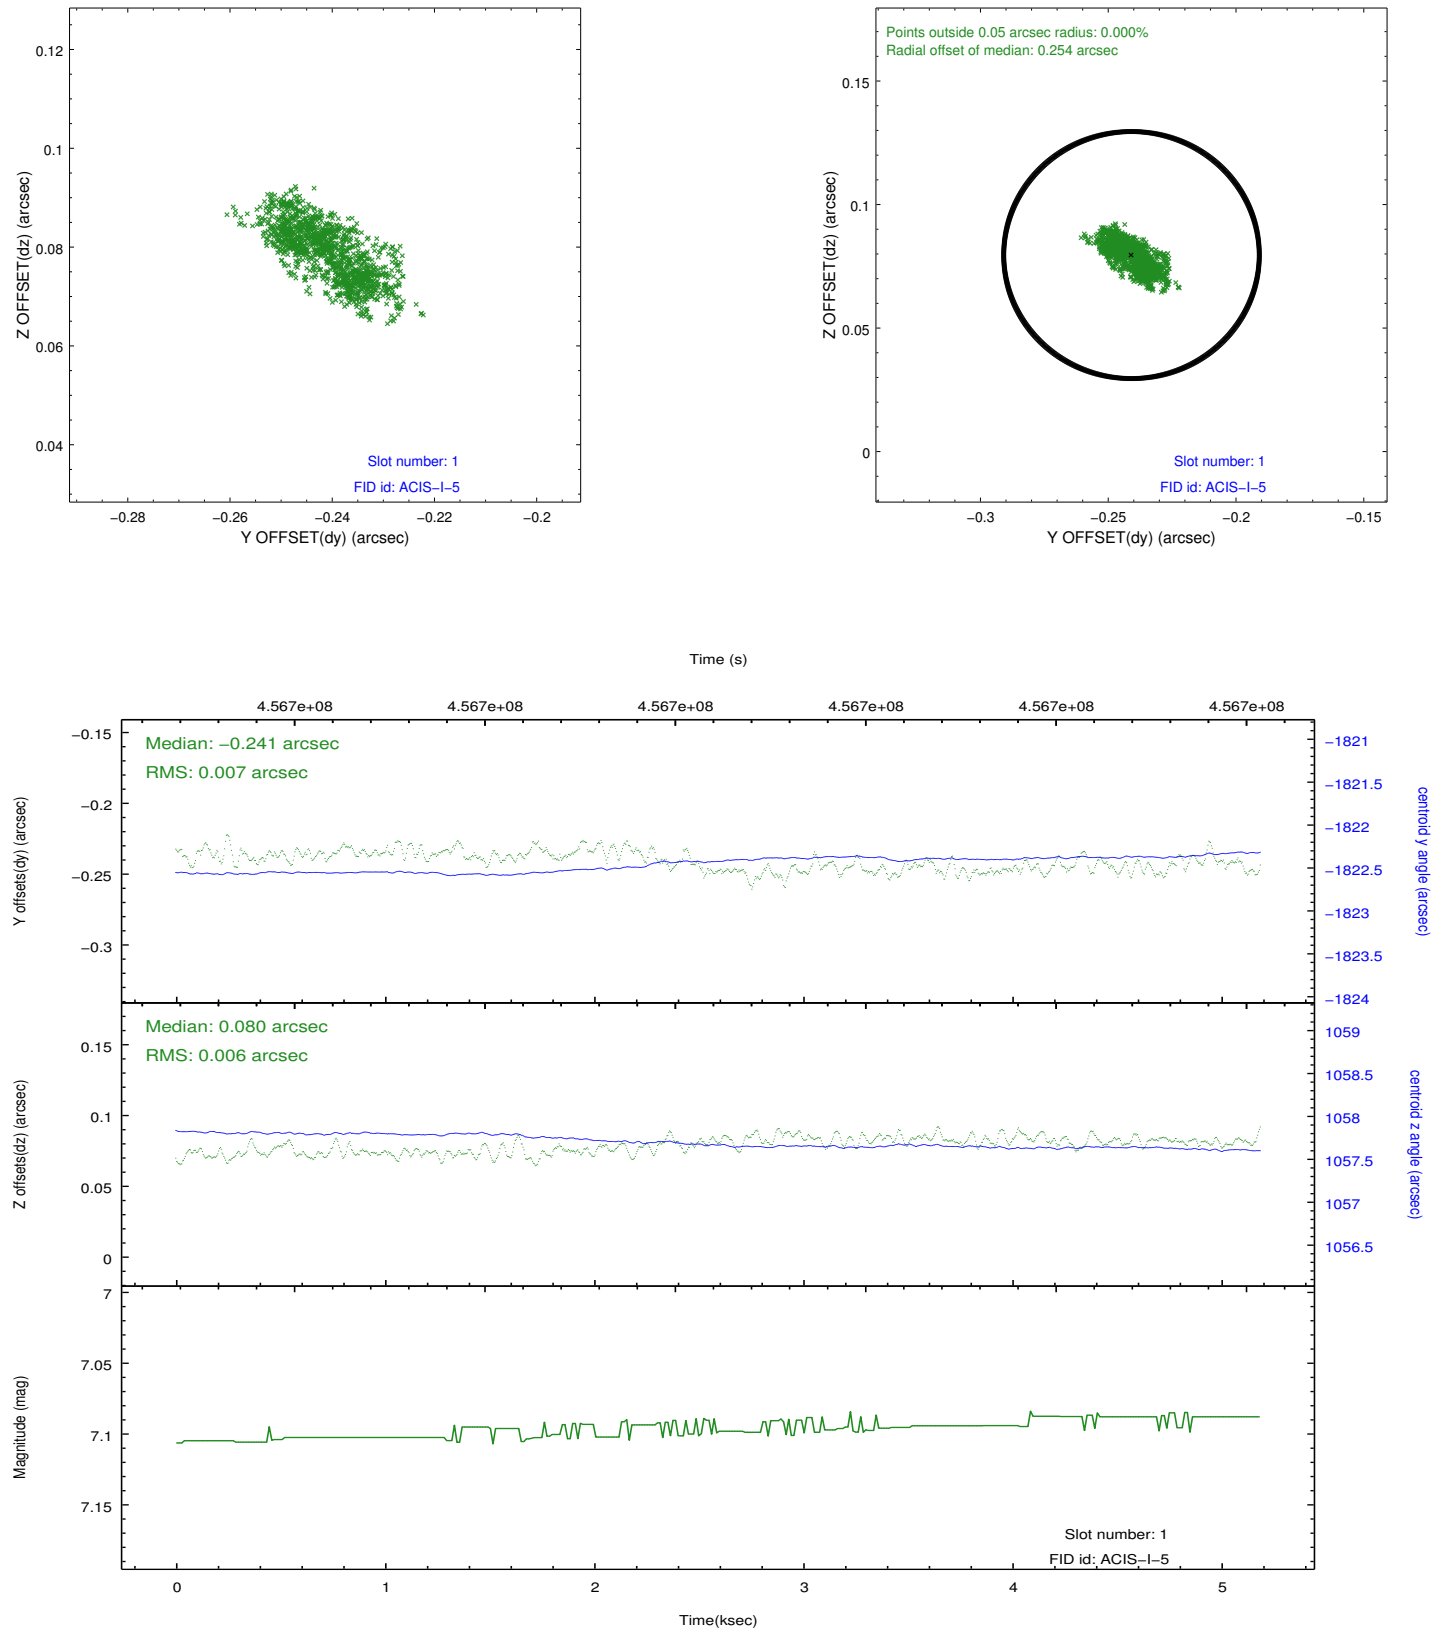 0.12
0.1
0.08
0.06
0.04
Z OFFSET(dz) (arcsec)
Slot number: 1
FID id: ACIS−I−5
−0.28 −0.26 −0.24 −0.22 −0.2
Y OFFSET(dy) (arcsec)
Points outside 0.05 arcsec radius: 0.000%
Radial offset of median: 0.254 arcsec
0.15
0.1
0.05
0
Z OFFSET(dz) (arcsec)
Slot number: 1
FID id: ACIS−I−5
−0.3 −0.25 −0.2 −0.15
Y OFFSET(dy) (arcsec)
Time (s)
4.567e+08 4.567e+08 4.567e+08 4.567e+08 4.567e+08 4.567e+08
Median: −0.241 arcsec
RMS: 0.007 arcsec
−0.15
−0.2
−0.25
−0.3
Y offsets(dy) (arcsec)
−1821
−1821.5
−1822
−1822.5
−1823
−1823.5
−1824
centroid y angle (arcsec)
Median: 0.080 arcsec
RMS: 0.006 arcsec
0.15
0.1
0.05
0
Z offsets(dz) (arcsec)
1059
1058.5
1058
1057.5
1057
1056.5
centroid z angle (arcsec)
7
7.05
7.1
7.15
Magnitude (mag)
Slot number: 1
FID id: ACIS−I−5
0 1 2 3 4 5
Time(ksec)